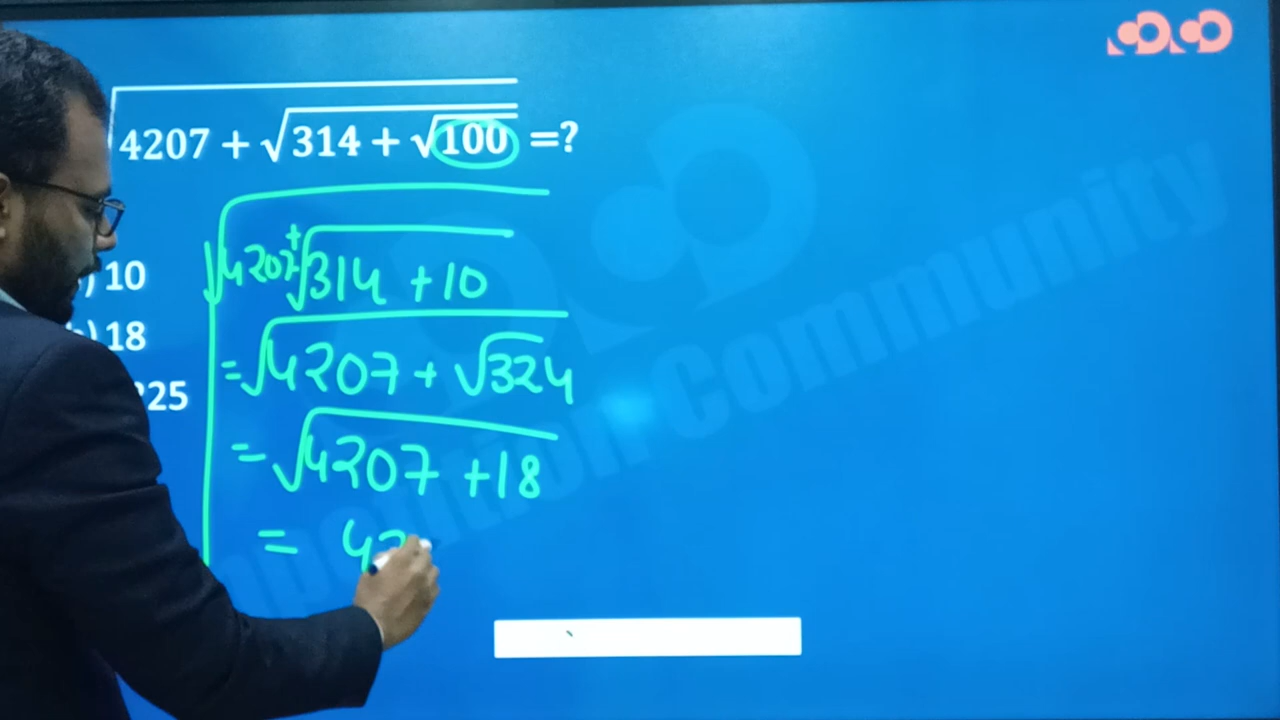 √4207 + √314 + √100 =?
) 10
) 18
25
√4207 + √314 + 10
= √4207 + √324
= √4207 + 18
= 42
Community